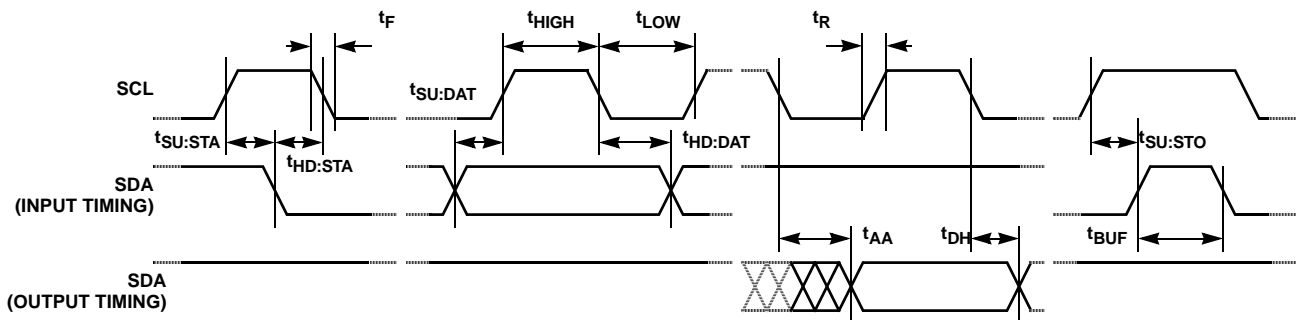 tF
tHIGH
tLOW
tR
SCL
tSU:DAT
tSU:STA
tHD:STA
tHD:DAT
tSU:STO
SDA
(INPUT TIMING)
tAA
tDH
tBUF
SDA
(OUTPUT TIMING)